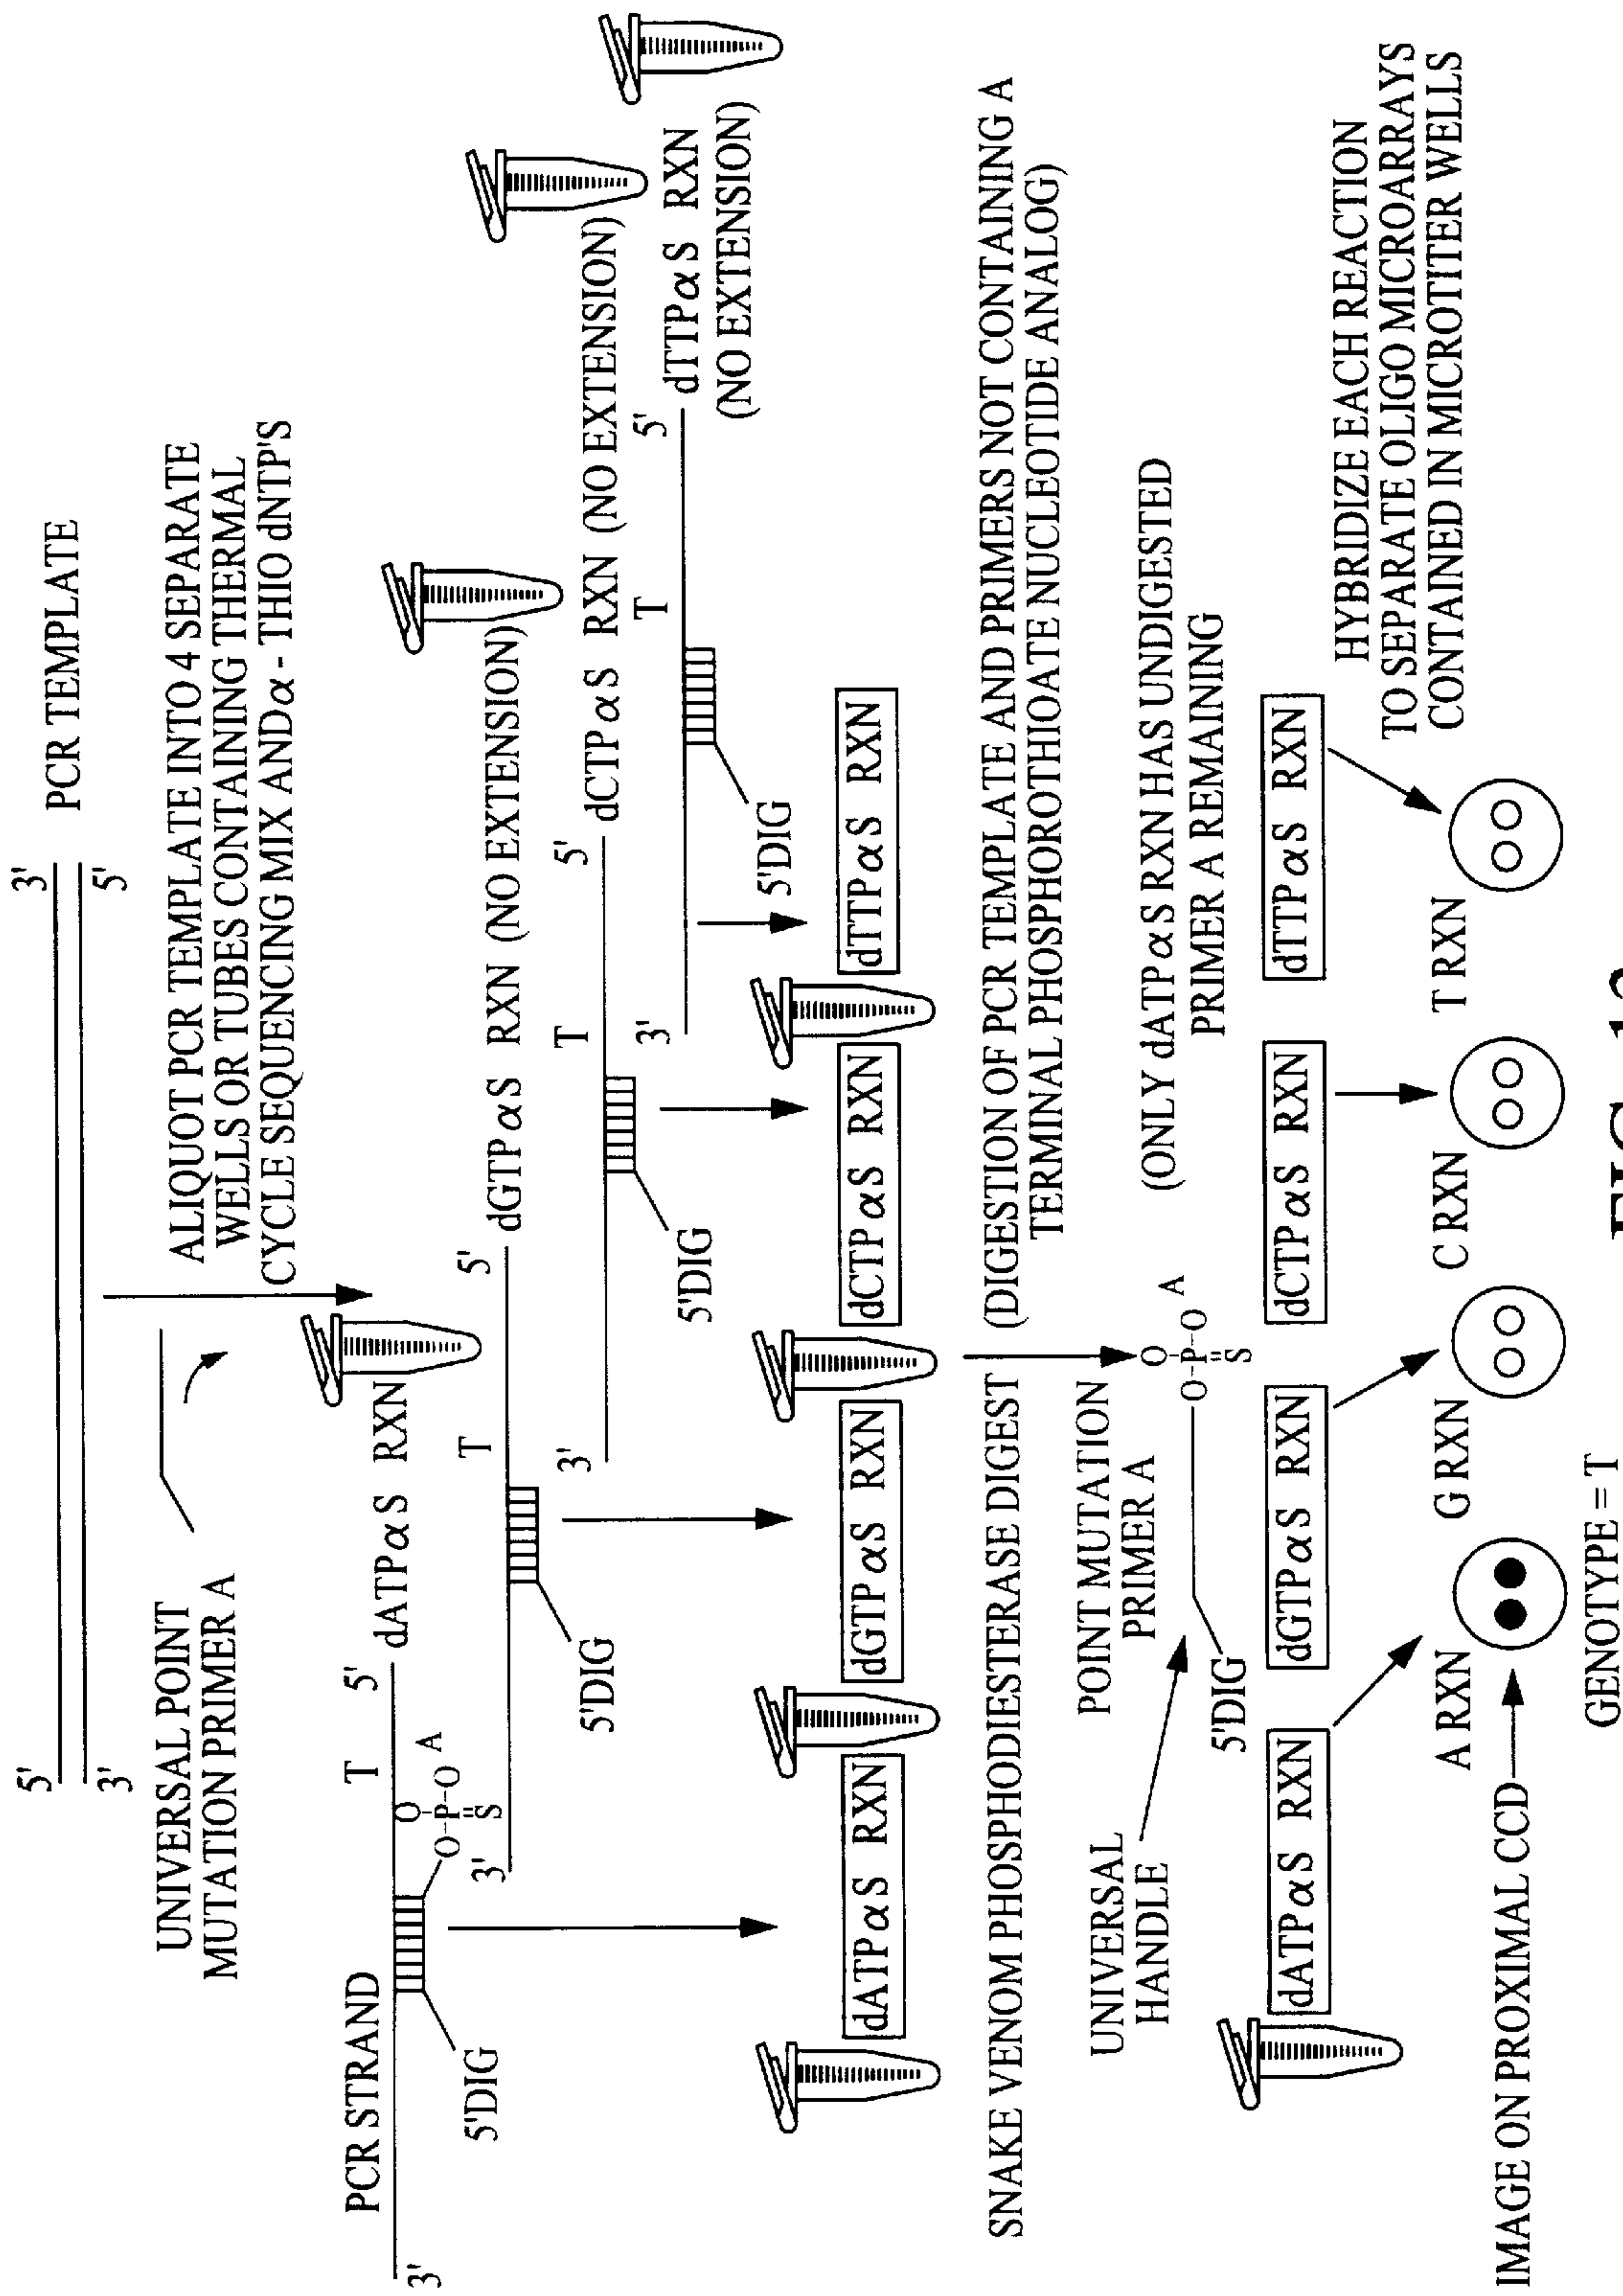 5'
3'
3'
5'
PCR TEMPLATE
UNIVERSAL POINT
MUTATION PRIMER A
ALIQUOT PCR TEMPLATE INTO 4 SEPARATE
WELLS OR TUBES CONTAINING THERMAL
CYCLE SEQUENCING MIX AND α - THIO dNTP'S
PCR STRAND
3'
T
5'
dATPαS RXN
5'DIG
O
O-P-O A
S
3'
T
5'
dGTPαS RXN (NO EXTENSION)
5'DIG
3'
T
5'
dCTPαS RXN (NO EXTENSION)
5'DIG
3'
T
5'
dTTPαS RXN
(NO EXTENSION)
5'DIG
dATPαS RXN
dGTPαS RXN
dCTPαS RXN
dTTPαS RXN
SNAKE VENOM PHOSPHODIESTERASE DIGEST
(DIGESTION OF PCR TEMPLATE AND PRIMERS NOT CONTAINING A
TERMINAL PHOSPHOROTHIOATE NUCLEOTIDE ANALOG)
UNIVERSAL
HANDLE
POINT MUTATION
PRIMER A
5'DIG
O
O-P-O A
S
(ONLY dATPαS RXN HAS UNDIGESTED
PRIMER A REMAINING
dATPαS RXN
dGTPαS RXN
dCTPαS RXN
dTTPαS RXN
HYBRIDIZE EACH REACTION
TO SEPARATE OLIGO MICROARRAYS
CONTAINED IN MICROTITER WELLS
A RXN
G RXN
C RXN
T RXN
IMAGE ON PROXIMAL CCD
GENOTYPE = T